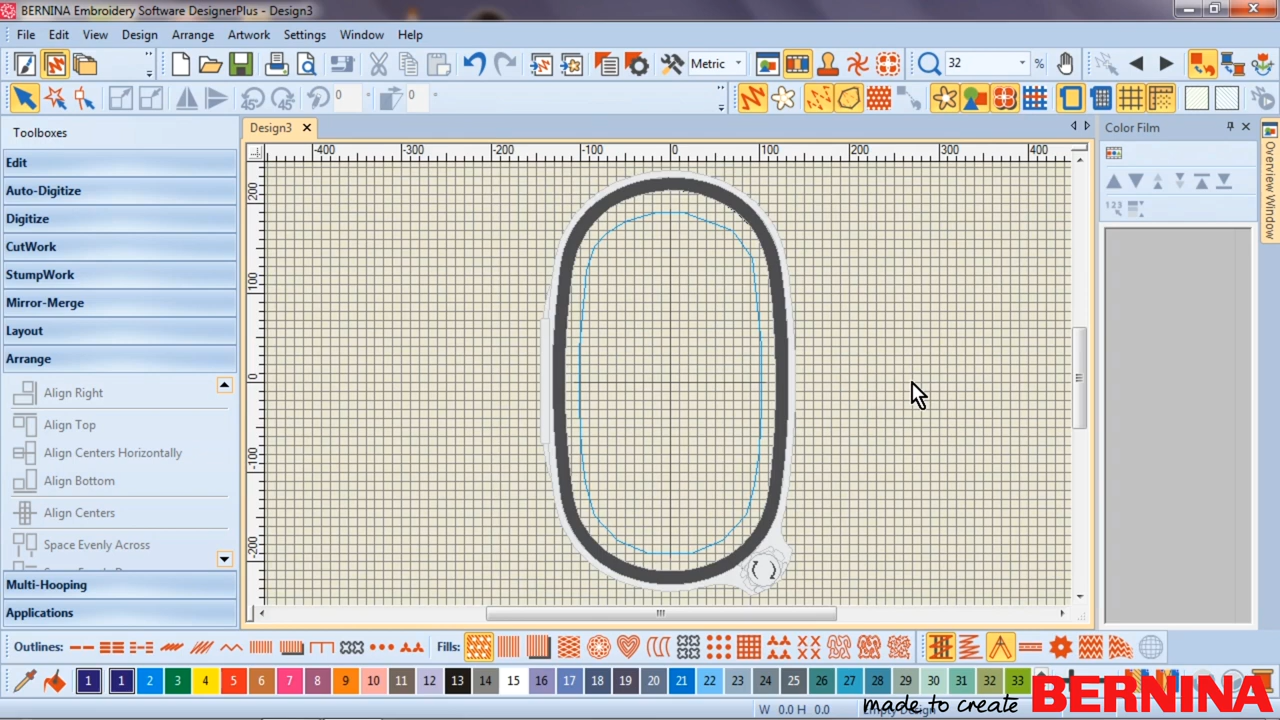 BERNINA Embroidery Software DesignerPlus - Design3
File Edit View Design Arrange Artwork Settings Window Help
Metric 32 %
0 ° 0 °
Toolboxes
Design3
Color Film
Overview Window
-400 -300 -200 -100 0 100 200 300 400
200
100
0
-100
-200
Edit
Auto-Digitize
Digitize
CutWork
StumpWork
Mirror-Merge
Layout
Arrange
Align Right
Align Top
Align Centers Horizontally
Align Bottom
Align Centers
Space Evenly Across
Multi-Hooping
Applications
1 2 3
Outlines: Fills:
1 1 2 3 4 5 6 7 8 9 10 11 12 13 14 15 16 17 18 19 20 21 22 23 24 25 26 27 28 29 30 31 32 33
W 0.0 H 0.0 Empty Design
made to create BERNINA